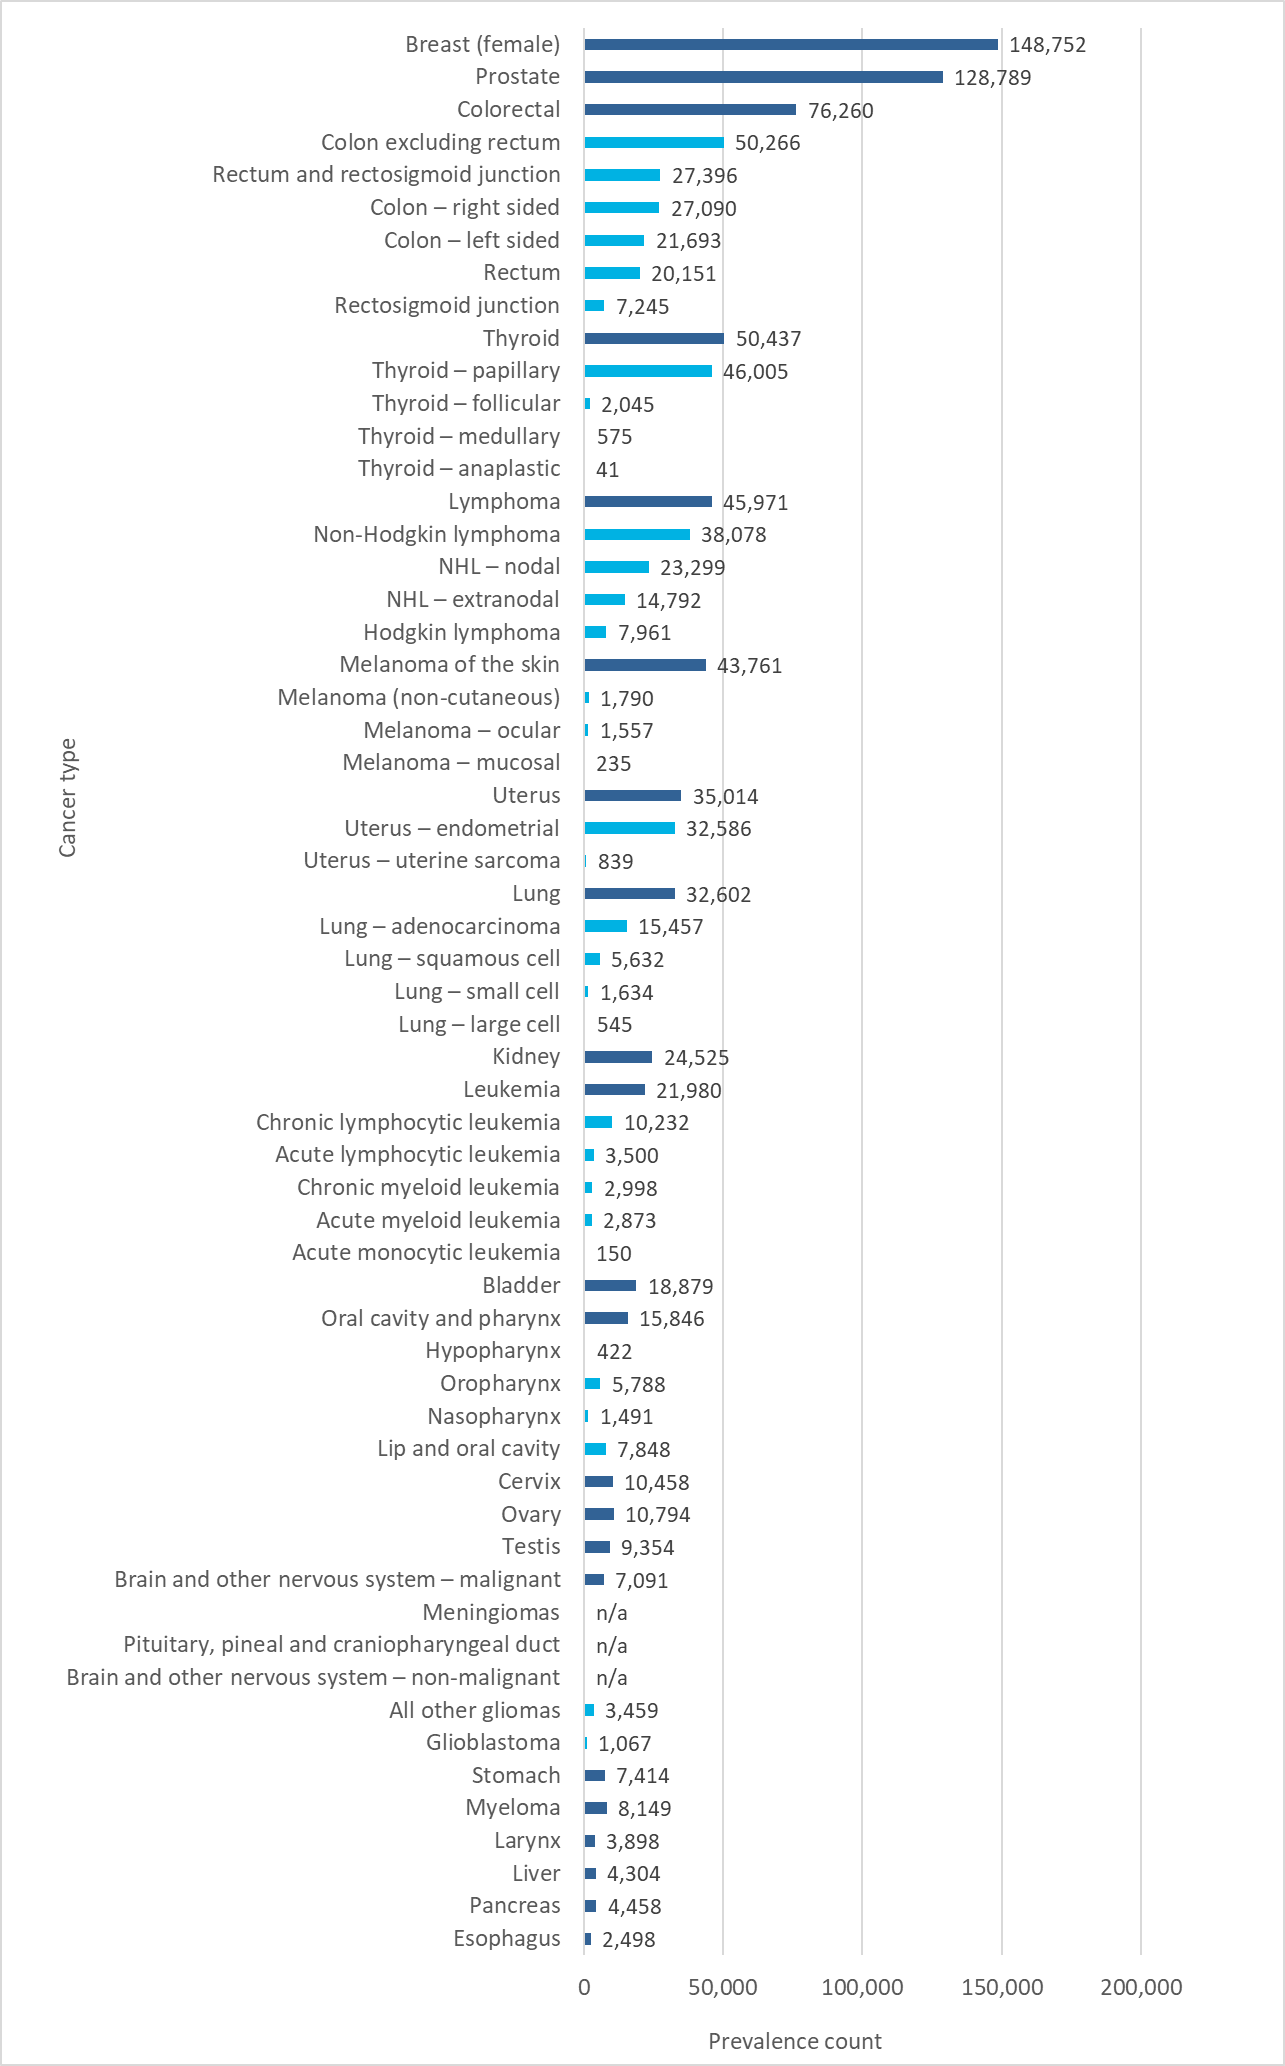 Breast (female) 148,752
Prostate 128,789
Colorectal 76,260
Colon excluding rectum 50,266
Rectum and rectosigmoid junction 27,396
Colon – right sided 27,090
Colon – left sided 21,693
Rectum 20,151
Rectosigmoid junction 7,245
Thyroid 50,437
Thyroid – papillary 46,005
Thyroid – follicular 2,045
Thyroid – medullary 575
Thyroid – anaplastic 41
Lymphoma 45,971
Non-Hodgkin lymphoma 38,078
NHL – nodal 23,299
NHL – extranodal 14,792
Hodgkin lymphoma 7,961
Melanoma of the skin 43,761
Melanoma (non-cutaneous) 1,790
Melanoma – ocular 1,557
Melanoma – mucosal 235
Uterus 35,014
Uterus – endometrial 32,586
Uterus – uterine sarcoma 839
Lung 32,602
Lung – adenocarcinoma 15,457
Lung – squamous cell 5,632
Lung – small cell 1,634
Lung – large cell 545
Kidney 24,525
Leukemia 21,980
Chronic lymphocytic leukemia 10,232
Acute lymphocytic leukemia 3,500
Chronic myeloid leukemia 2,998
Acute myeloid leukemia 2,873
Acute monocytic leukemia 150
Bladder 18,879
Oral cavity and pharynx 15,846
Hypopharynx 422
Oropharynx 5,788
Nasopharynx 1,491
Lip and oral cavity 7,848
Cervix 10,458
Ovary 10,794
Testis 9,354
Brain and other nervous system – malignant 7,091
Meningiomas n/a
Pituitary, pineal and craniopharyngeal duct n/a
Brain and other nervous system – non-malignant n/a
All other gliomas 3,459
Glioblastoma 1,067
Stomach 7,414
Myeloma 8,149
Larynx 3,898
Liver 4,304
Pancreas 4,458
Esophagus 2,498
Cancer type
0 50,000 100,000 150,000 200,000
Prevalence count